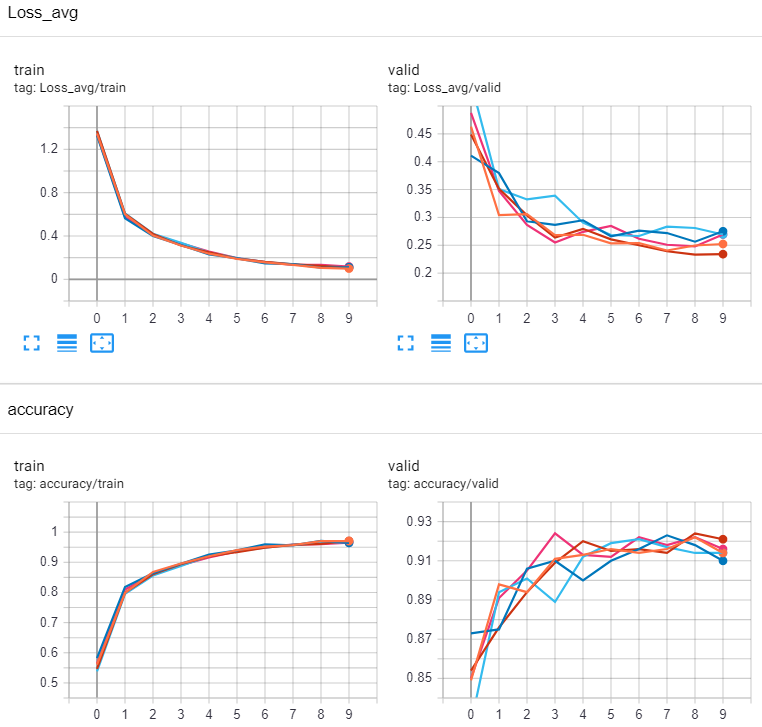 Loss_avg
train
tag: Loss_avg/train
1.2
0.8
0.4
0
0 1 2 3 4 5 6 7 8 9
valid
tag: Loss_avg/valid
0.45
0.4
0.35
0.3
0.25
0.2
0 1 2 3 4 5 6 7 8 9
accuracy
train
tag: accuracy/train
1
0.9
0.8
0.7
0.6
0.5
0 1 2 3 4 5 6 7 8 9
valid
tag: accuracy/valid
0.93
0.91
0.89
0.87
0.85
0 1 2 3 4 5 6 7 8 9